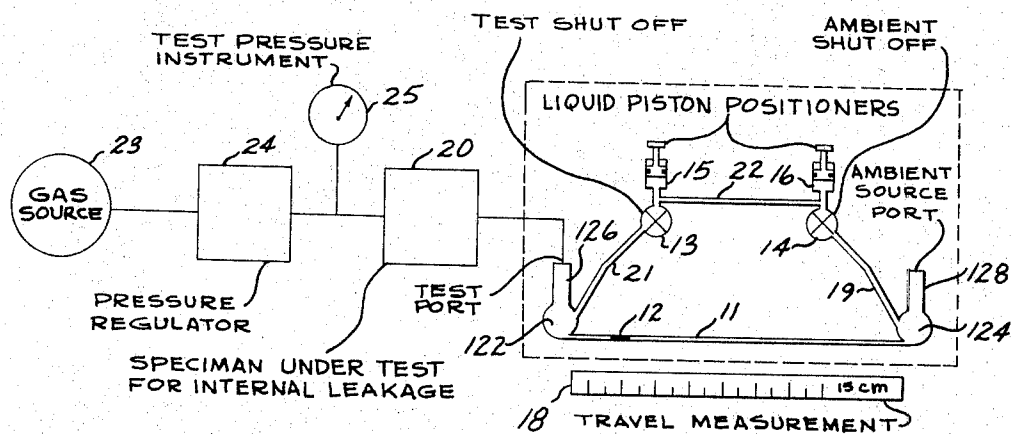 TEST SHUT OFF
AMBIENT
SHUT OFF
TEST PRESSURE
INSTRUMENT
25
LIQUID PISTON POSITIONERS
23
24
20
15
22
16
AMBIENT
SOURCE
PORT
GAS
SOURCE
13
14
126
21
19
128
TEST
PORT
PRESSURE
REGULATOR
12
11
122
124
SPECIMAN UNDER TEST
FOR INTERNAL LEAKAGE
18
15 cm
TRAVEL MEASUREMENT